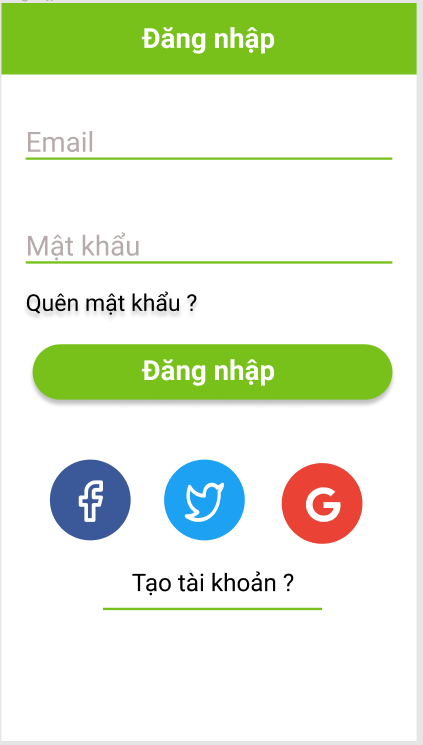 Đăng nhập
Email
Mật khẩu
Quên mật khẩu ?
Đăng nhập
Tạo tài khoản ?